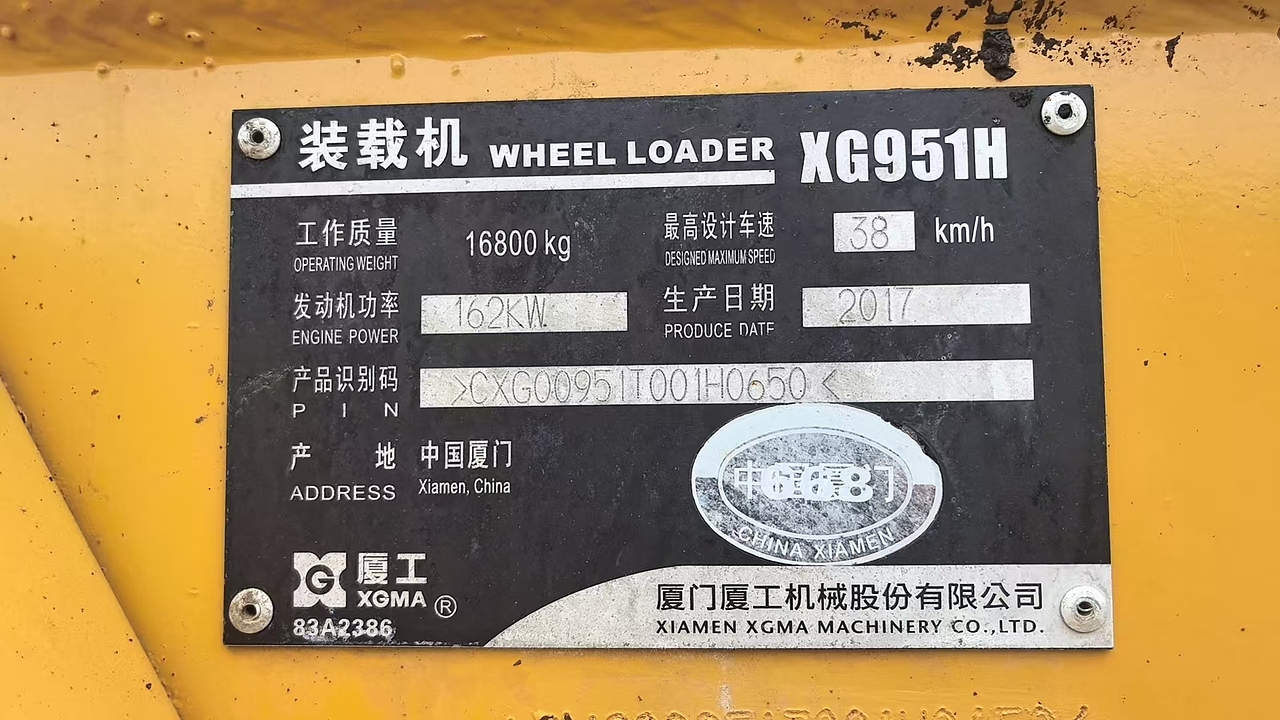 装载机 WHEEL LOADER XG951H
工作质量 16800 kg 最高设计车速 38 km/h
OPERATING WEIGHT DESIGNED MAXIMUM SPEED
发动机功率 162KW 生产日期 2017
ENGINE POWER PRODUCE DATE
产品识别码 >CXG00951T001H0650<
PIN
产地 中国厦门
ADDRESS Xiamen, China
668
CHINA XIAMEN
厦工
XGMA ®
83A2386
厦门厦工机械股份有限公司
XIAMEN XGMA MACHINERY CO.,LTD.